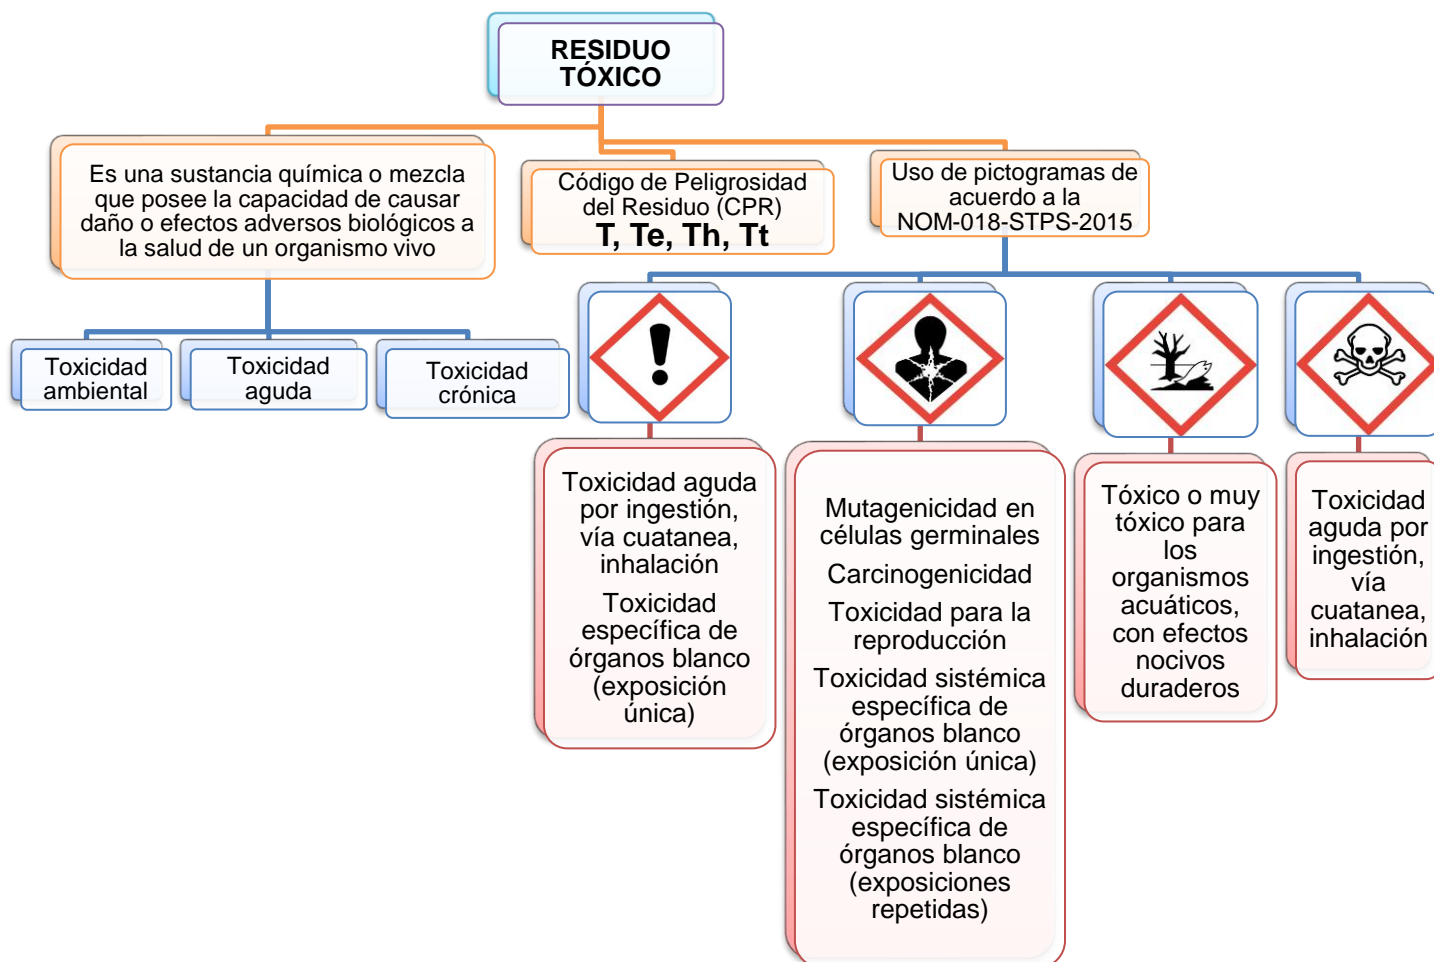 RESIDUO
TÓXICO
Es una sustancia química o mezcla
que posee la capacidad de causar
daño o efectos adversos biológicos a
la salud de un organismo vivo
Código de Peligrosidad
del Residuo (CPR)
T, Te, Th, Tt
Uso de pictogramas de
acuerdo a la
NOM-018-STPS-2015
Toxicidad
ambiental
Toxicidad
aguda
Toxicidad
crónica
Toxicidad aguda
por ingestión,
vía cuatanea,
inhalación
Toxicidad
específica de
órganos blanco
(exposición
única)
Mutagenicidad en
células germinales
Carcinogenicidad
Toxicidad para la
reproducción
Toxicidad sistémica
específica de
órganos blanco
(exposición única)
Toxicidad sistémica
específica de
órganos blanco
(exposiciones
repetidas)
Tóxico o muy
tóxico para
los
organismos
acuáticos,
con efectos
nocivos
duraderos
Toxicidad
aguda por
ingestión,
vía
cuatanea,
inhalación